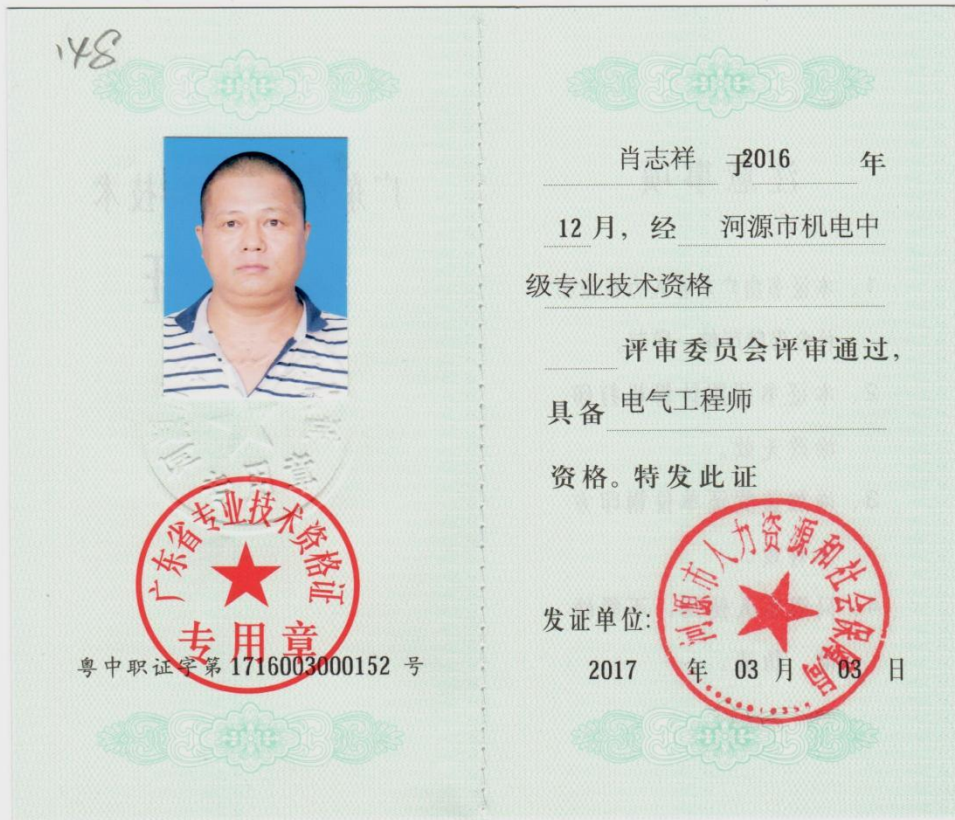 148
广东省专业技术资格证
专用章
粤中职证字第 1716003000152 号
肖志祥 于2016 年
12月，经 河源市机电中
级专业技术资格
评审委员会评审通过，
具备 电气工程师
资格。特发此证
河源市人力资源和社会保障局
发证单位:
2017 年 03 月 03 日